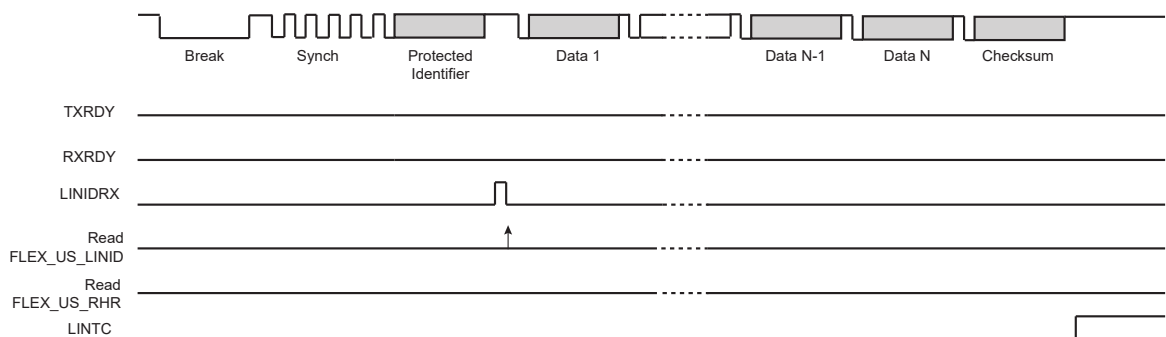 Break
Synch
Protected
Identifier
Data 1
Data N-1
Data N
Checksum
TXRDY
RXRDY
LINIDRX
Read
FLEX_US_LINID
Read
FLEX_US_RHR
LINTC